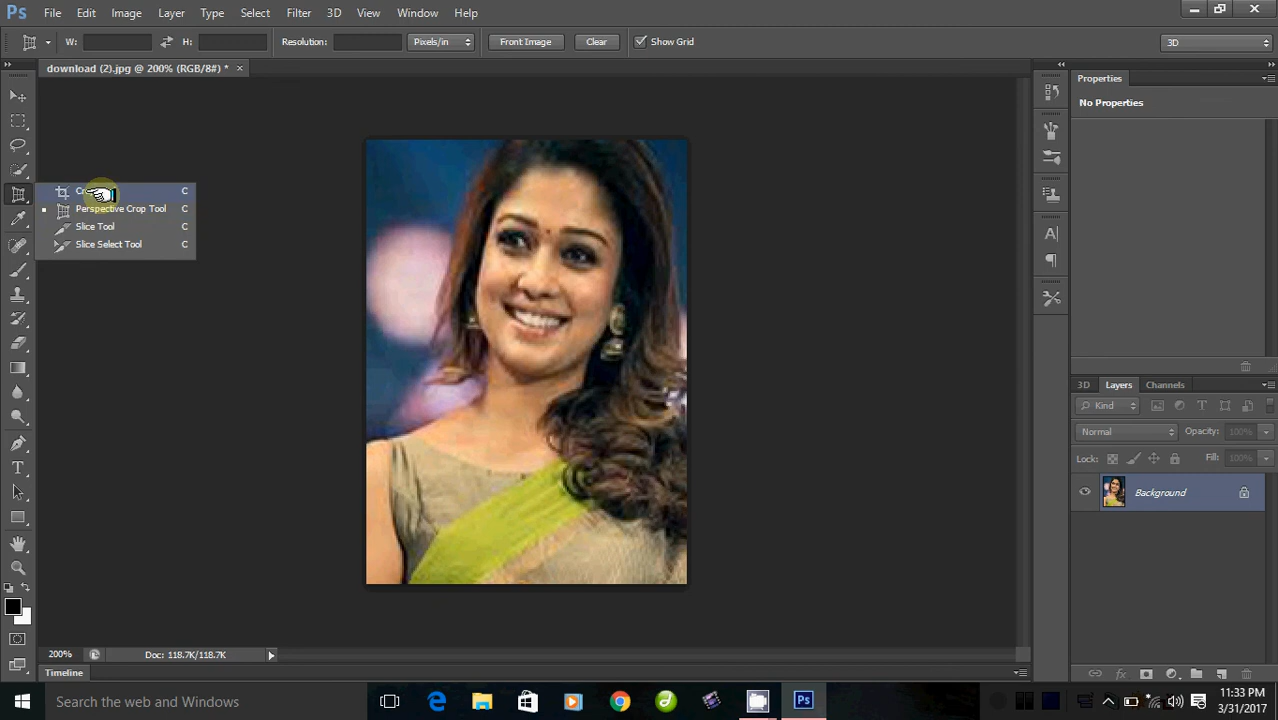 Ps File Edit Image Layer Type Select Filter 3D View Window Help
W: H: Resolution: Pixels/in Front Image Clear Show Grid 3D
download (2).jpg @ 200% (RGB/8#) * ×
Properties
No Properties
C
Perspective Crop Tool C
Slice Tool C
Slice Select Tool C
3D Layers Channels
Kind
Normal Opacity: 100%
Lock: Fill: 100%
Background
200% Doc: 118.7K/118.7K
Timeline
Search the web and Windows
Ps
11:33 PM
3/31/2017